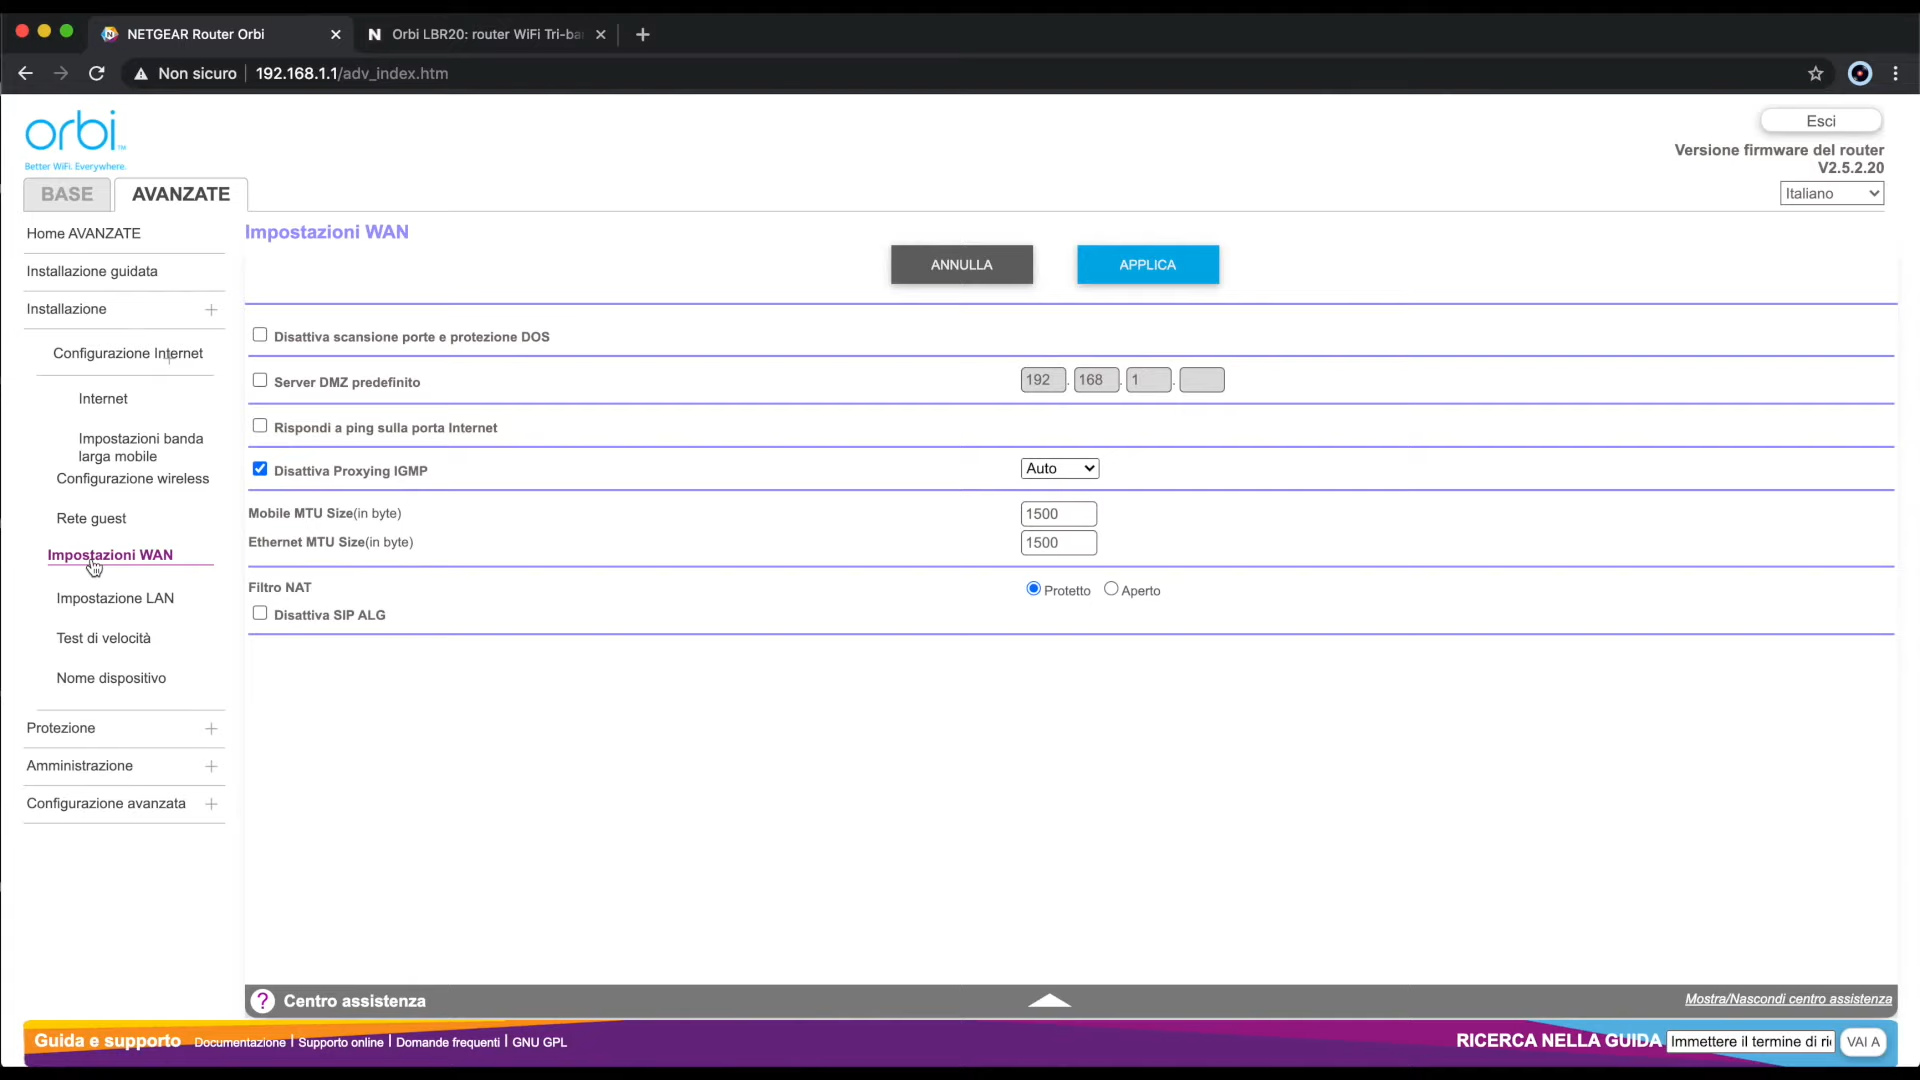 NETGEAR Router Orbi
Orbi LBR20: router WiFi Tri-ba
Non sicuro
192.168.1.1/adv_index.htm
orbi™
Better WiFi. Everywhere.
Esci
Versione firmware del router
V2.5.2.20
Italiano
BASE
AVANZATE
Home AVANZATE
Installazione guidata
Installazione
Configurazione Internet
Internet
Impostazioni banda
larga mobile
Configurazione wireless
Rete guest
Impostazioni WAN
Impostazione LAN
Test di velocità
Nome dispositivo
Protezione
Amministrazione
Configurazione avanzata
Impostazioni WAN
ANNULLA
APPLICA
Disattiva scansione porte e protezione DOS
Server DMZ predefinito
192 . 168 . 1 .
Rispondi a ping sulla porta Internet
Disattiva Proxying IGMP
Auto
Mobile MTU Size(in byte)
1500
Ethernet MTU Size(in byte)
1500
Filtro NAT
Protetto
Aperto
Disattiva SIP ALG
? Centro assistenza
Mostra/Nascondi centro assistenza
Guida e supporto
Documentazione | Supporto online | Domande frequenti | GNU GPL
RICERCA NELLA GUIDA
Immettere il termine di ri
VAI A